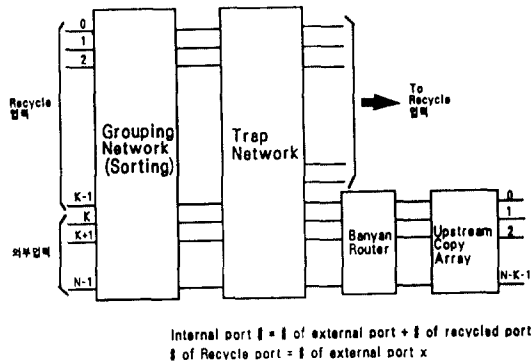 0
1
2
Recycle
입력
K-1
K
K+1
외부입력
N-1
Grouping
Network
(Sorting)
Trap
Network
To
Recycle
입력
Banyan
Router
Upstream
Copy
Array
0
1
2
N-K-1
Internal port # = # of external port + # of recycled port
# of Recycle port = # of external port x